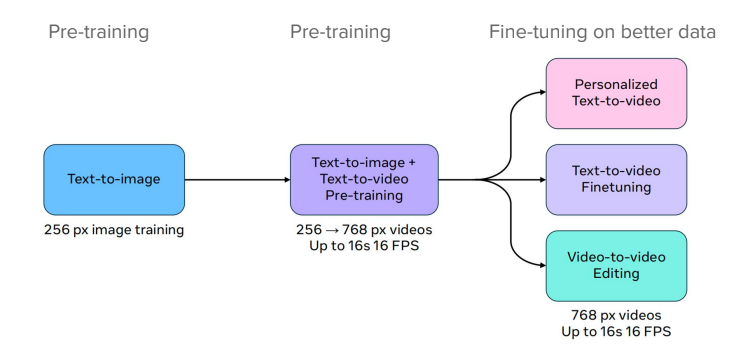 Pre-training
Pre-training
Fine-tuning on better data
Text-to-image
256 px image training
Text-to-image +
Text-to-video
Pre-training
256 → 768 px videos
Up to 16s 16 FPS
Personalized
Text-to-video
Text-to-video
Finetuning
Video-to-video
Editing
768 px videos
Up to 16s 16 FPS